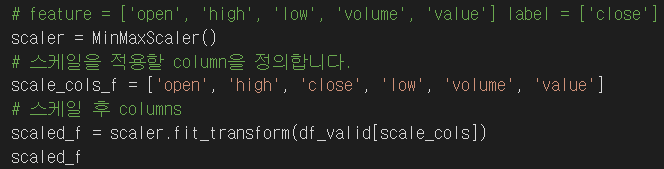 # feature = ['open', 'high', 'low', 'volume', 'value'] label = ['close']
scaler = MinMaxScaler()
# 스케일을 적용할 column을 정의합니다.
scale_cols_f = ['open', 'high', 'close', 'low', 'volume', 'value']
# 스케일 후 columns
scaled_f = scaler.fit_transform(df_valid[scale_cols])
scaled_f